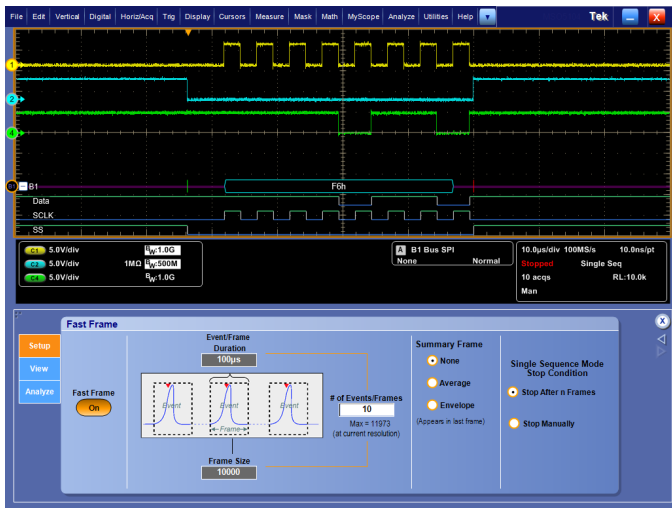 File Edit Vertical Digital Horiz/Acq Trig Display Cursors Measure Mask Math MyScope Analyze Utilities Help Tek X
1
2
4
B1 B1 F6h
Data
SCLK
SS
C1 5.0V/div BW:1.0G
C2 5.0V/div 1MΩ BW:500M
C4 5.0V/div BW:1.0G
A B1 Bus SPI
None Normal
10.0µs/div 100MS/s 10.0ns/pt
Stopped Single Seq
10 acqs RL:10.0k
Man
Fast Frame
X
Setup
View
Analyze
Fast Frame
On
Event/Frame
Duration
100µs
Event Event Event
Frame
Frame Size
10000
# of Events/Frames
10
Max = 11973
(at current resolution)
Summary Frame
None
Average
Envelope
(Appears in last frame)
Single Sequence Mode
Stop Condition
Stop After n Frames
Stop Manually